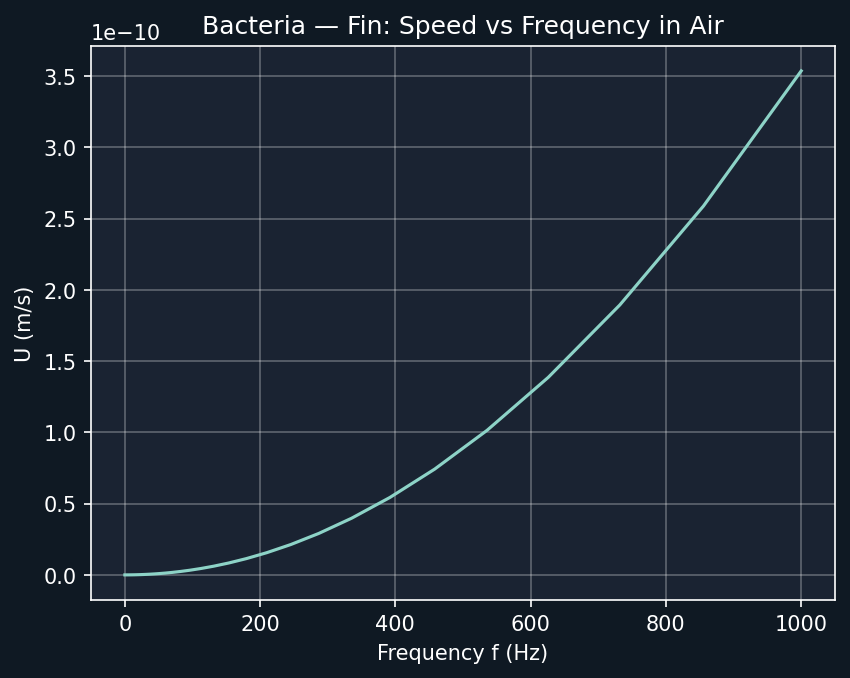 Bacteria — Fin: Speed vs Frequency in Air
1e−10
3.5
3.0
2.5
2.0
1.5
1.0
0.5
0.0
U (m/s)
0 200 400 600 800 1000
Frequency f (Hz)